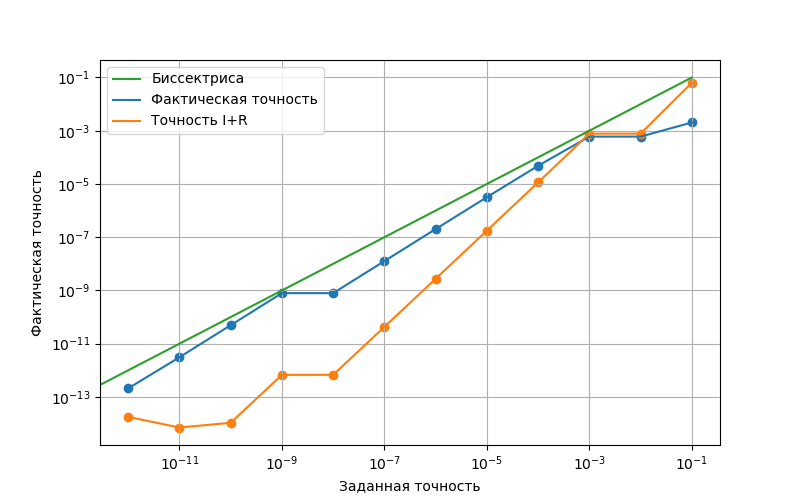 Биссектриса
Фактическая точность
Точность I+R
Фактическая точность
10⁻¹
10⁻³
10⁻⁵
10⁻⁷
10⁻⁹
10⁻¹¹
10⁻¹³
10⁻¹¹ 10⁻⁹ 10⁻⁷ 10⁻⁵ 10⁻³ 10⁻¹
Заданная точность